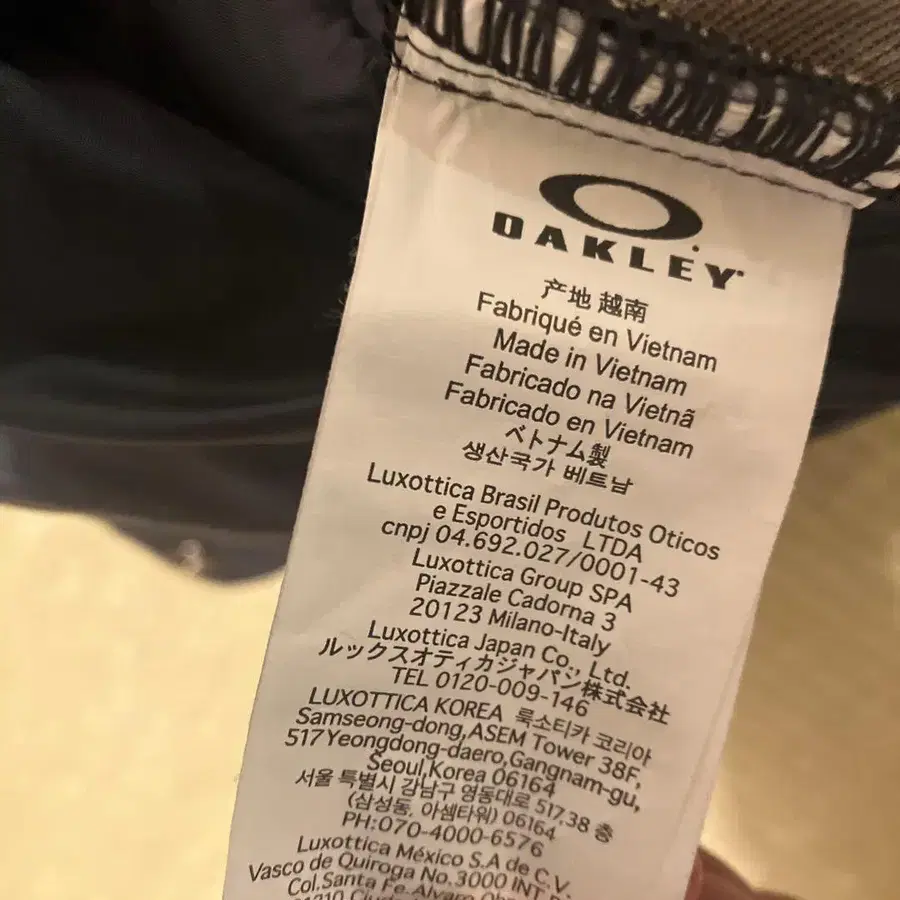 OAKLEY
产地 越南
Fabriqué en Vietnam
Made in Vietnam
Fabricado na Vietnã
Fabricado en Vietnam
ベトナム製
생산국가 베트남
Luxottica Brasil Produtos Oticos
e Esportidos LTDA
cnpj 04.692.027/0001-43
Luxottica Group SPA
Piazzale Cadorna 3
20123 Milano-Italy
Luxottica Japan Co., Ltd.
ルックスオティカジャパン株式会社
TEL 0120-009-146
LUXOTTICA KOREA 룩소티카 코리아
Samseong-dong,ASEM Tower 38F,
517Yeongdong-daero,Gangnam-gu,
Seoul,Korea 06164
서울 특별시 강남구 영동대로 517,38 층
(삼성동, 아셈타워) 06164
PH:070-4000-6576
Luxottica México S.A de C.V.
Vasco de Quiroga No.3000 INT
Col.Santa Fe.Alvaro